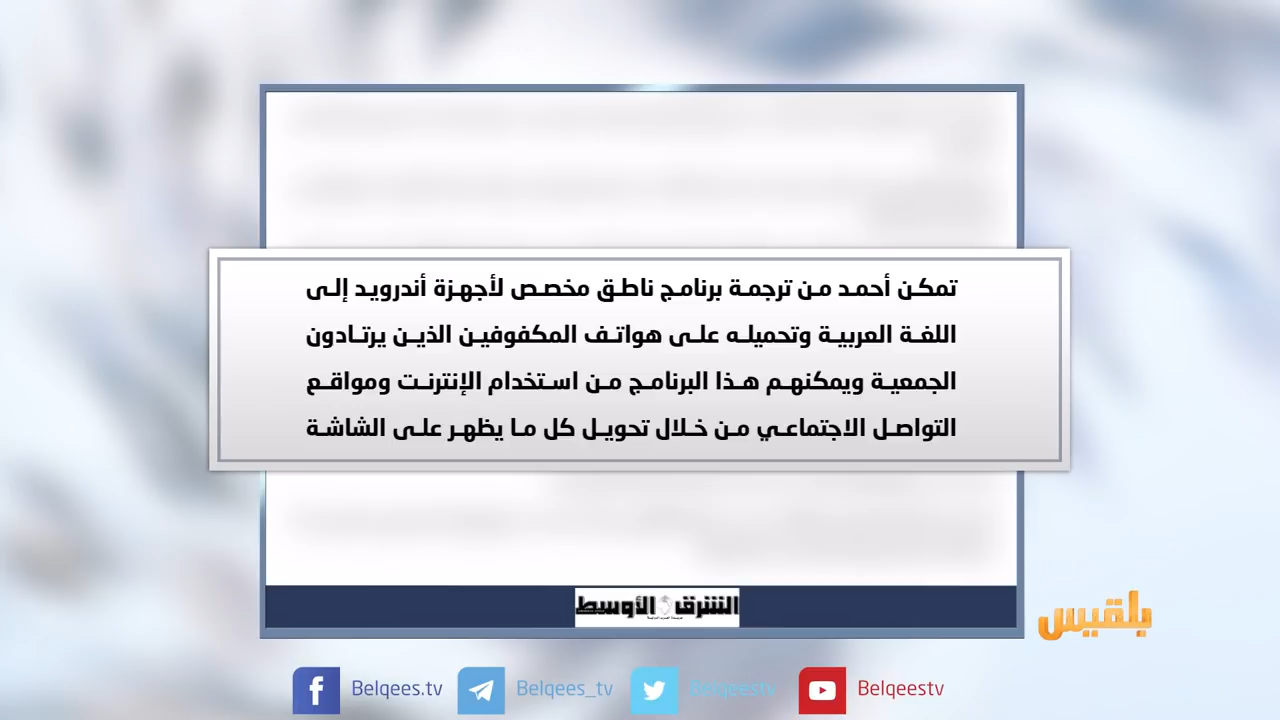 تمكن أحمد من ترجمة برنامج ناطق مخصص لأجهزة أندرويد إلى
اللغة العربية وتحميله على هواتف المكفوفين الذين يرتادون
الجمعية ويمكنهم هذا البرنامج من استخدام الإنترنت ومواقع
التواصل الاجتماعي من خلال تحويل كل ما يظهر على الشاشة
الشرق الأوسط
بلقيس
Belqees.tv
Belqees_tv
Belqeestv
Belqeestv